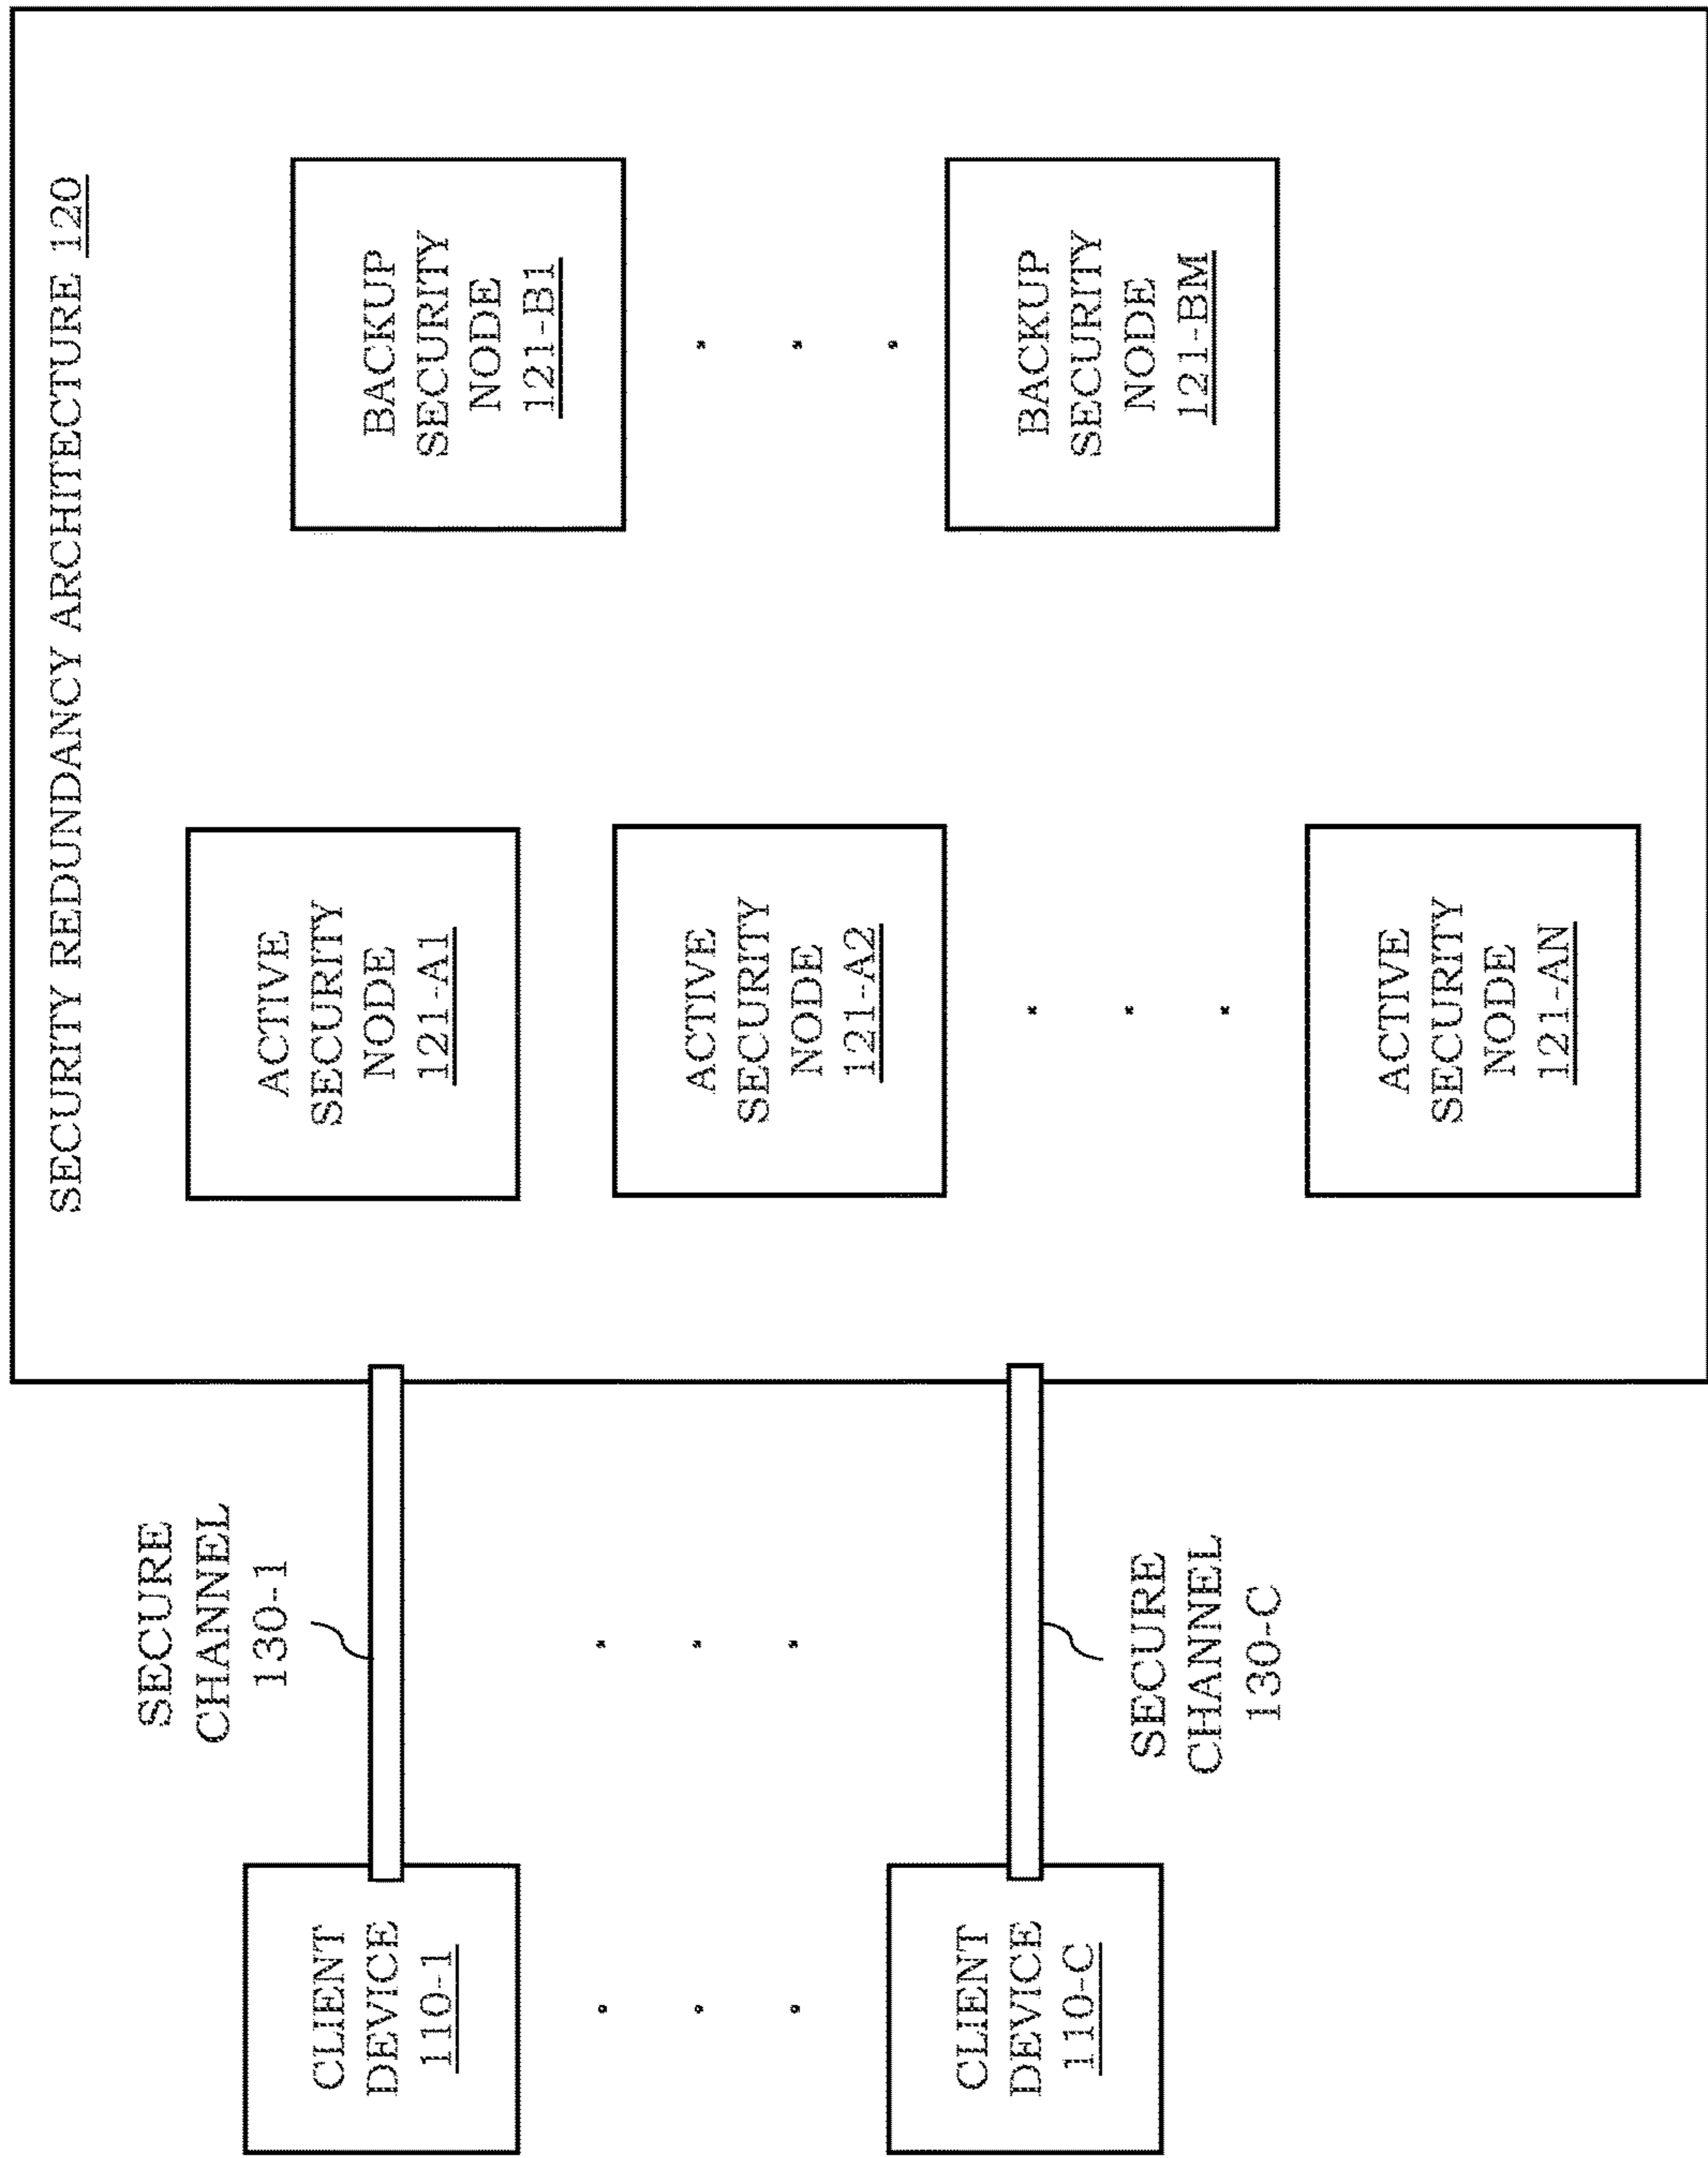 SECURITY REDUNDANCY ARCHITECTURE 120
CLIENT
DEVICE
110-1
SECURE
CHANNEL
130-1
ACTIVE
SECURITY
NODE
121-A1
BACKUP
SECURITY
NODE
121-B1
ACTIVE
SECURITY
NODE
121-A2
CLIENT
DEVICE
110-C
SECURE
CHANNEL
130-C
BACKUP
SECURITY
NODE
121-BM
ACTIVE
SECURITY
NODE
121-AN